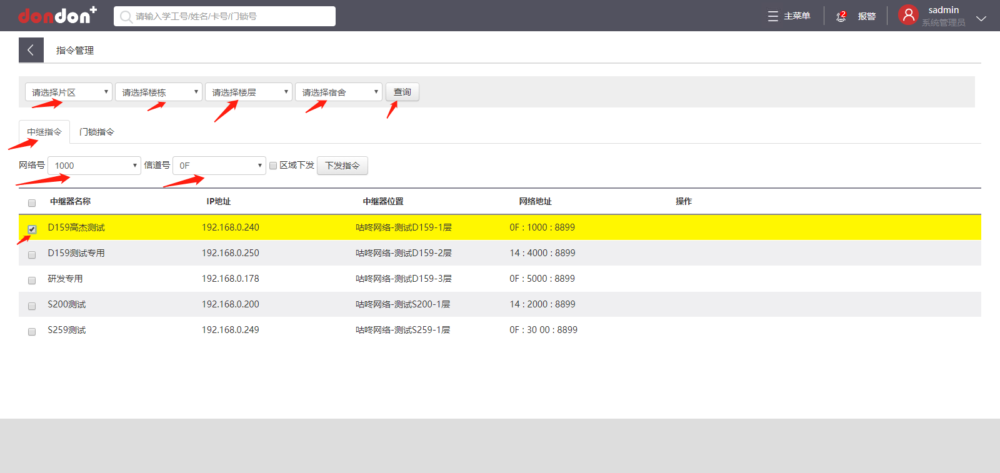 dondon+
请输入学工号/姓名/卡号/门锁号
主菜单
2
报警
sadmin
系统管理员
指令管理
请选择片区 请选择楼栋 请选择楼层 请选择宿舍 查询
中继指令 门锁指令
网络号 1000 信道号 0F 区域下发 下发指令
中继器名称 IP地址 中继器位置 网络地址 操作
D159高杰测试 192.168.0.240 咕咚网络-测试D159-1层 0F : 1000 : 8899
D159测试专用 192.168.0.250 咕咚网络-测试D159-2层 14 : 4000 : 8899
研发专用 192.168.0.178 咕咚网络-测试D159-3层 0F : 5000 : 8899
S200测试 192.168.0.200 咕咚网络-测试S200-1层 14 : 2000 : 8899
S259测试 192.168.0.249 咕咚网络-测试S259-1层 0F : 30 00 : 8899